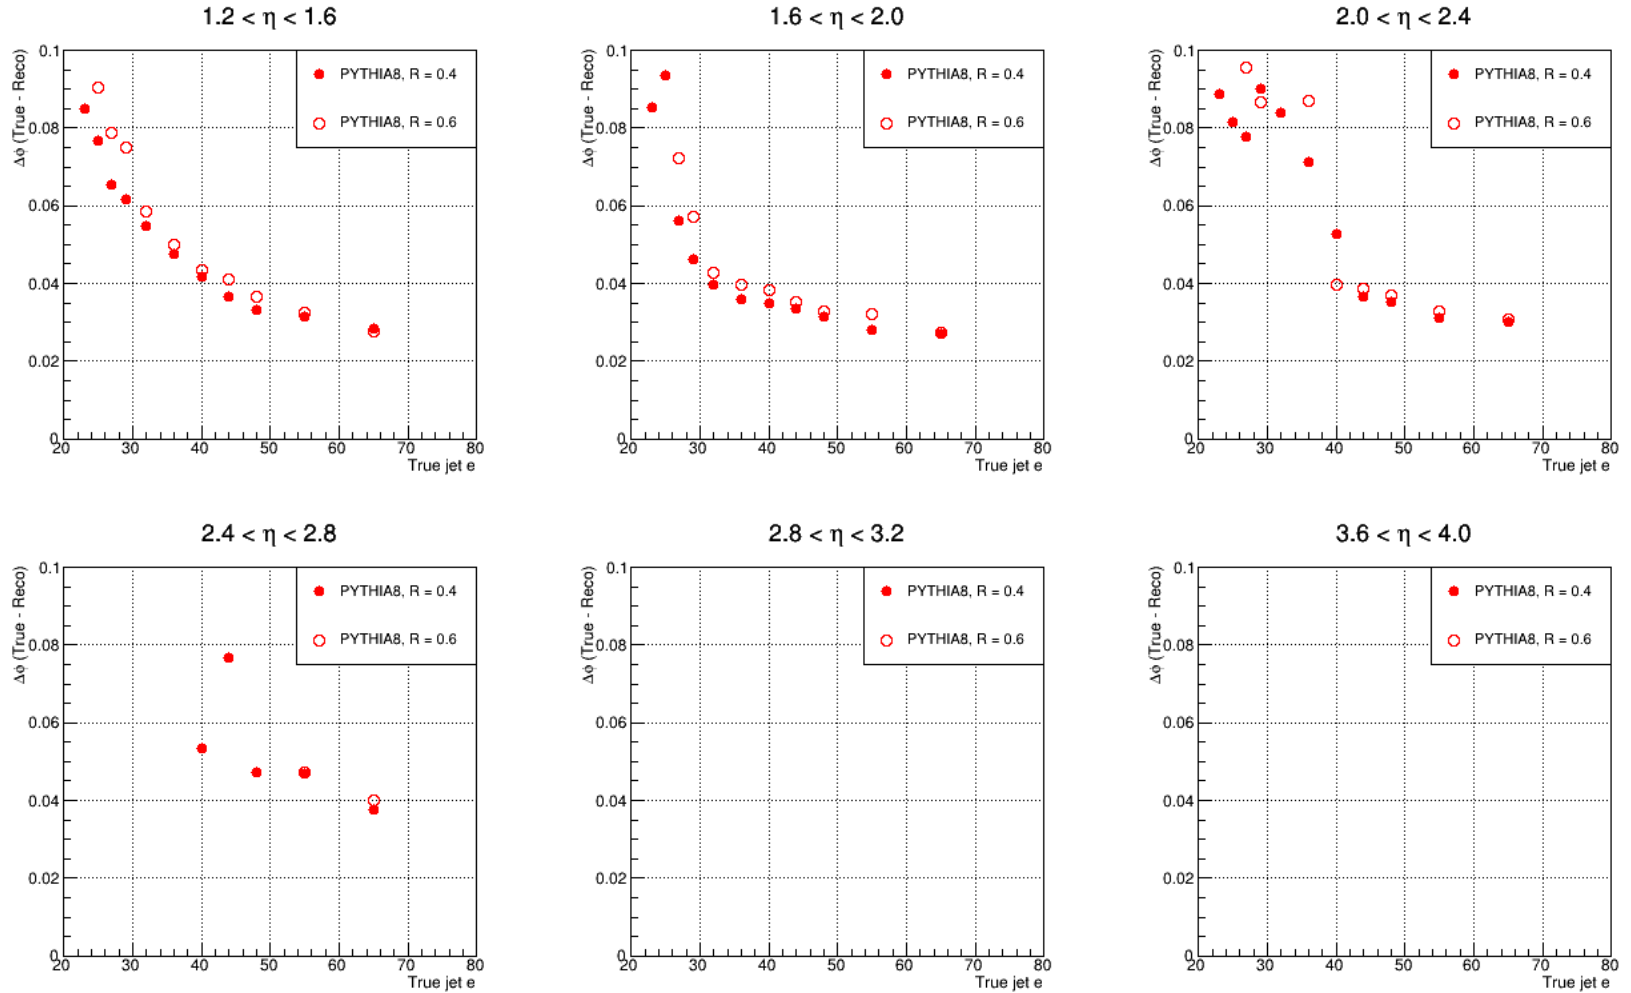 1.2 < η < 1.6
Δϕ (True - Reco)
0.1
0.08
0.06
0.04
0.02
0
20 30 40 50 60 70 80
True jet e
PYTHIA8, R = 0.4
PYTHIA8, R = 0.6
1.6 < η < 2.0
Δϕ (True - Reco)
0.1
0.08
0.06
0.04
0.02
0
20 30 40 50 60 70 80
True jet e
PYTHIA8, R = 0.4
PYTHIA8, R = 0.6
2.0 < η < 2.4
Δϕ (True - Reco)
0.1
0.08
0.06
0.04
0.02
0
20 30 40 50 60 70 80
True jet e
PYTHIA8, R = 0.4
PYTHIA8, R = 0.6
2.4 < η < 2.8
Δϕ (True - Reco)
0.1
0.08
0.06
0.04
0.02
0
20 30 40 50 60 70 80
True jet e
PYTHIA8, R = 0.4
PYTHIA8, R = 0.6
2.8 < η < 3.2
Δϕ (True - Reco)
0.1
0.08
0.06
0.04
0.02
0
20 30 40 50 60 70 80
True jet e
PYTHIA8, R = 0.4
PYTHIA8, R = 0.6
3.6 < η < 4.0
Δϕ (True - Reco)
0.1
0.08
0.06
0.04
0.02
0
20 30 40 50 60 70 80
True jet e
PYTHIA8, R = 0.4
PYTHIA8, R = 0.6